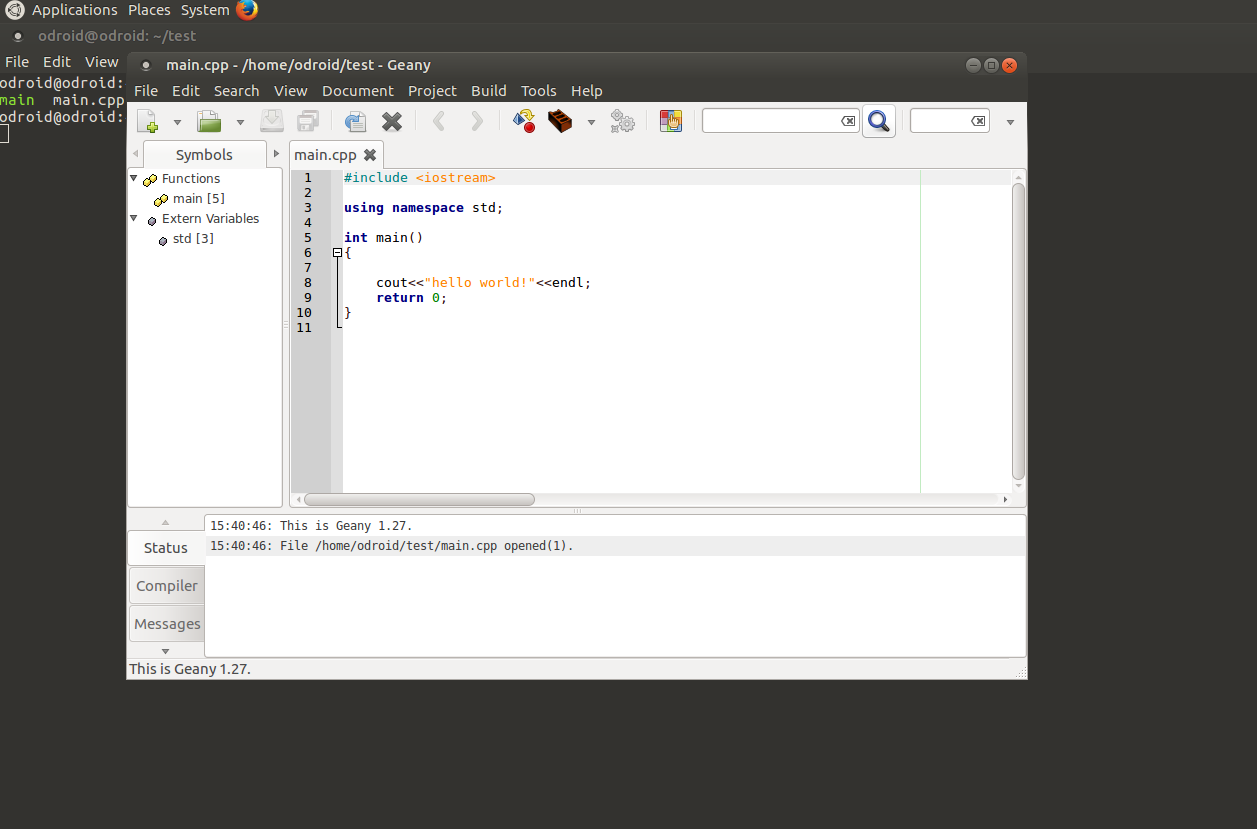 Applications Places System
odroid@odroid: ~/test
File Edit View
odroid@odroid:
main main.cpp
odroid@odroid:
main.cpp - /home/odroid/test - Geany
File Edit Search View Document Project Build Tools Help
Symbols
main.cpp
Functions
main [5]
Extern Variables
std [3]
1 #include <iostream>
2
3 using namespace std;
4
5 int main()
6 {
7
8 cout<<"hello world!"<<endl;
9 return 0;
10 }
11
Status
Compiler
Messages
15:40:46: This is Geany 1.27.
15:40:46: File /home/odroid/test/main.cpp opened(1).
This is Geany 1.27.